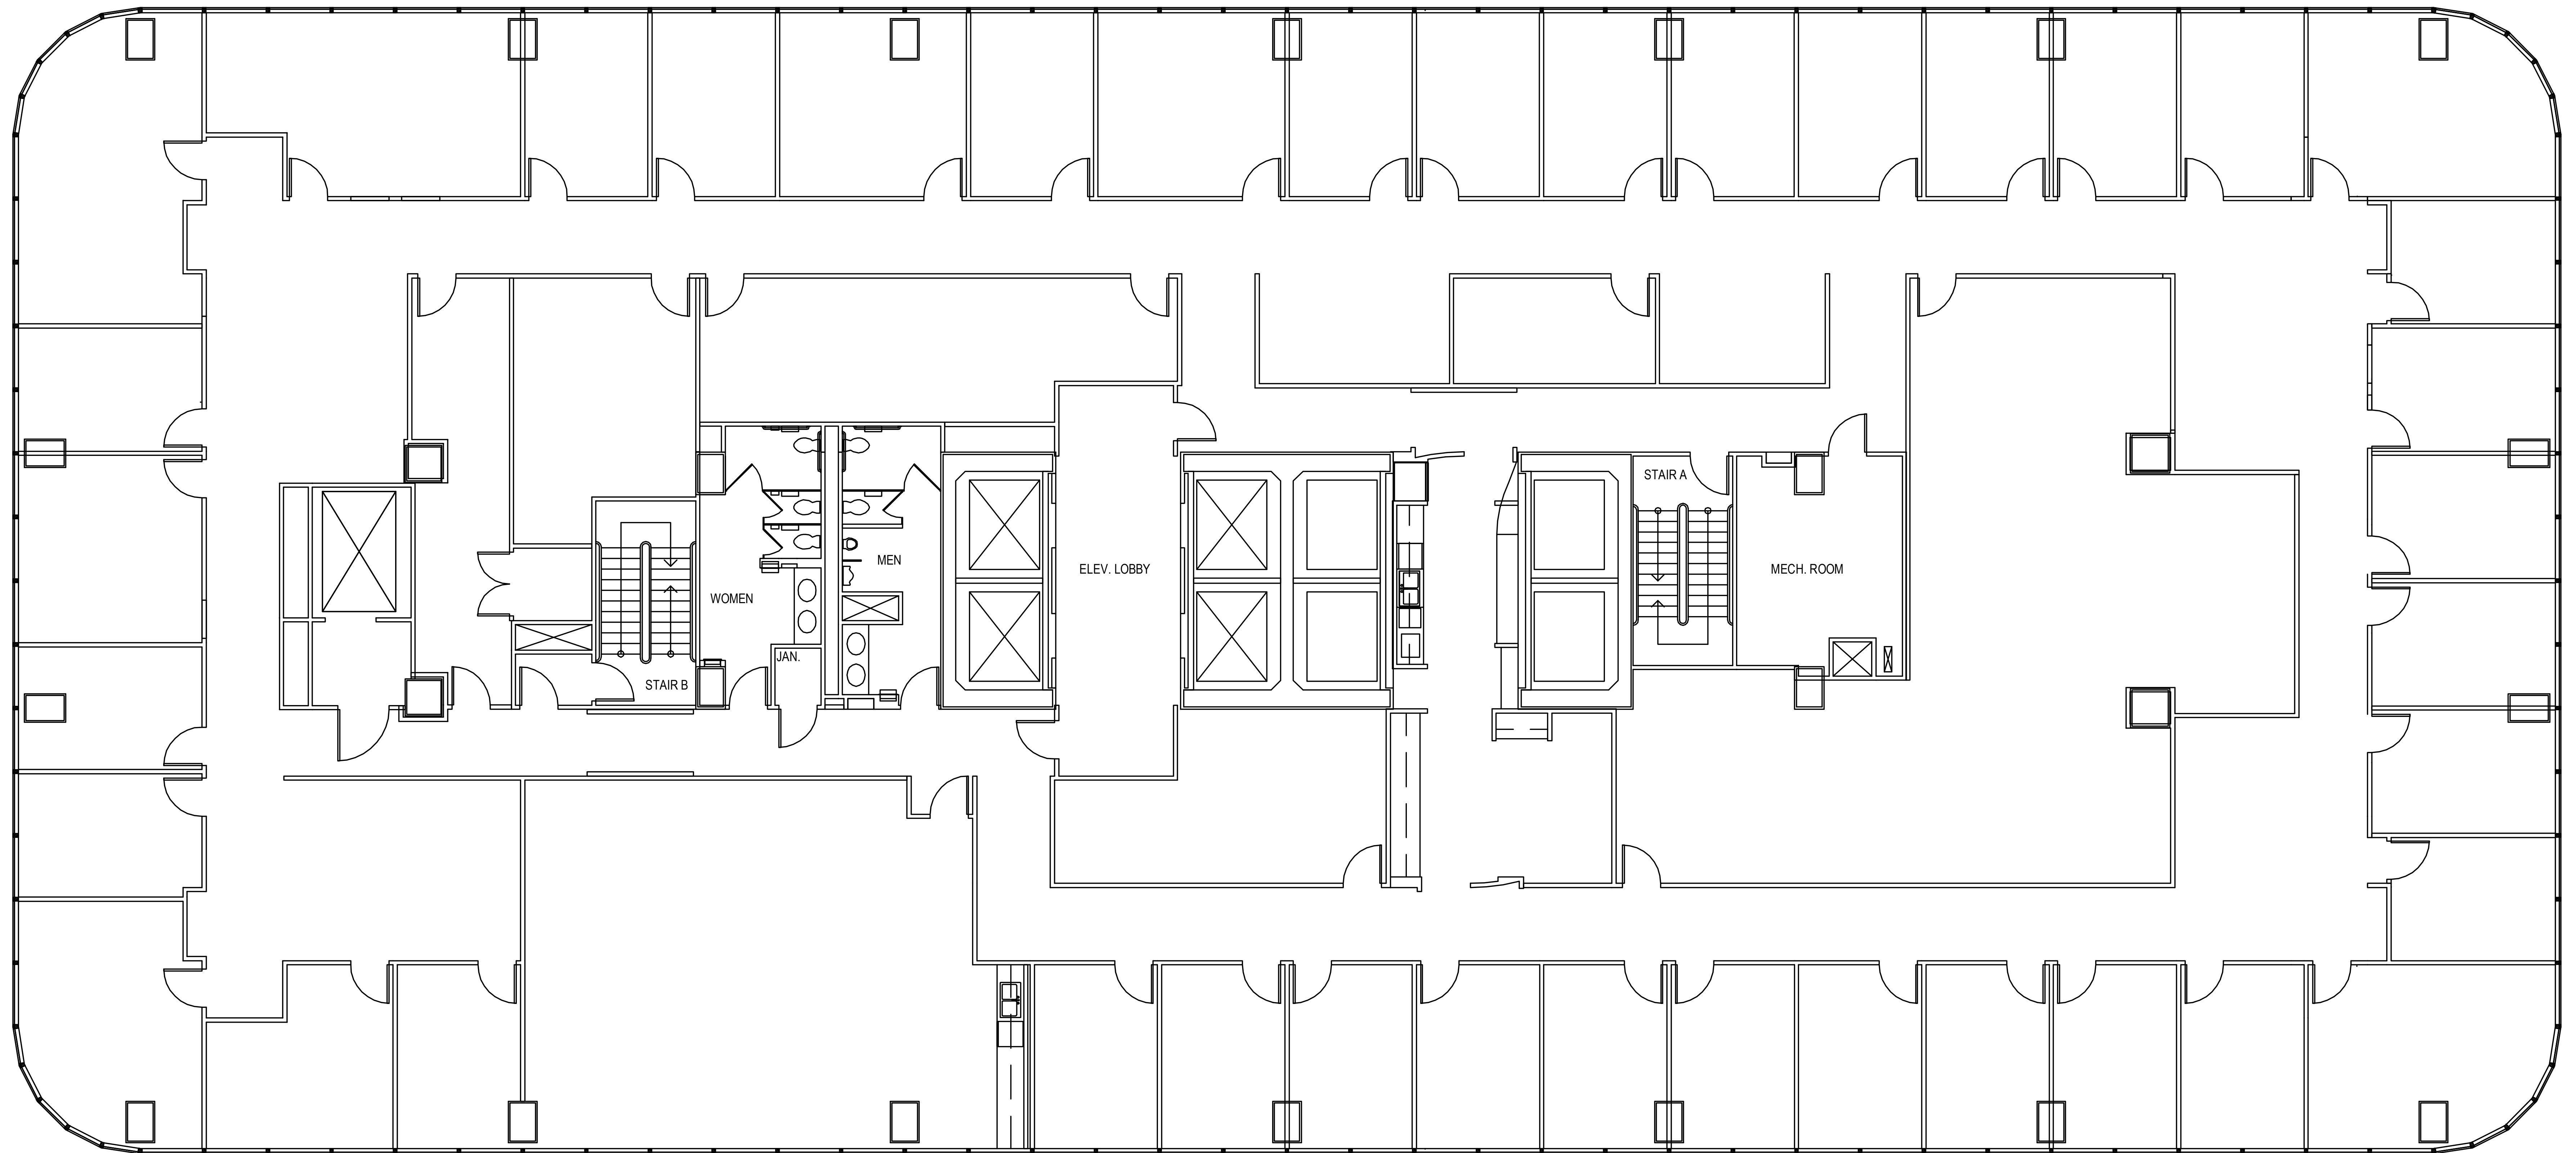 STAIR A
MEN
ELEV. LOBBY
MECH. ROOM
WOMEN
JAN.
STAIR B